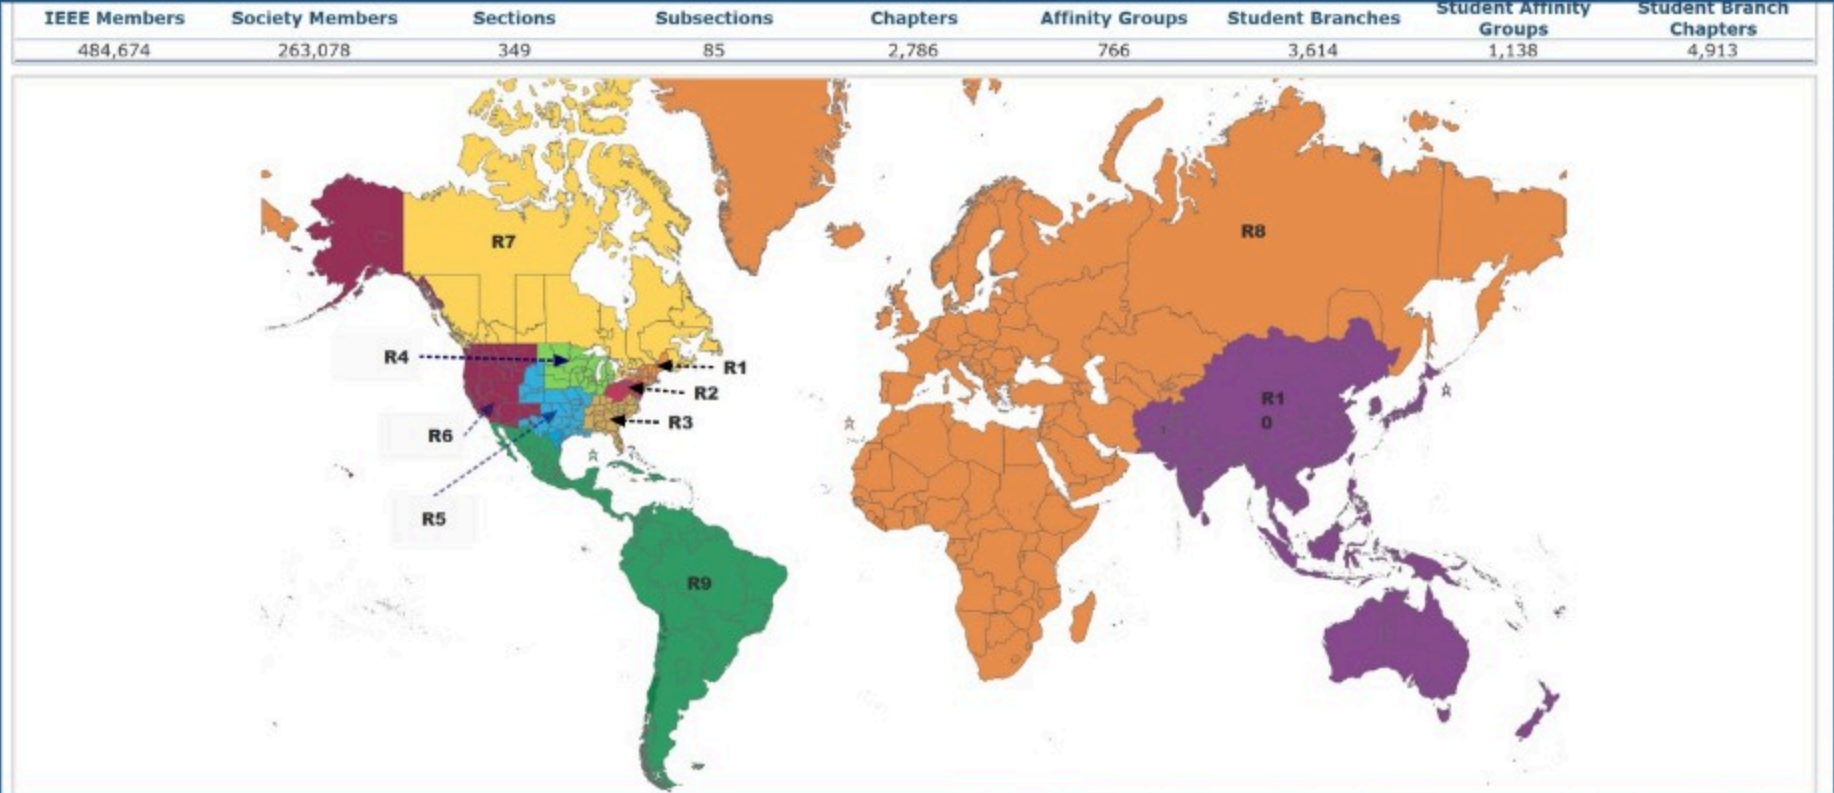 IEEE Members Society Members Sections Subsections Chapters Affinity Groups Student Branches Student Affinity Groups Student Branch Chapters
484,674 263,078 349 85 2,786 766 3,614 1,138 4,913
R7
R8
R4
R1
R2
R10
R3
R6
R5
R9